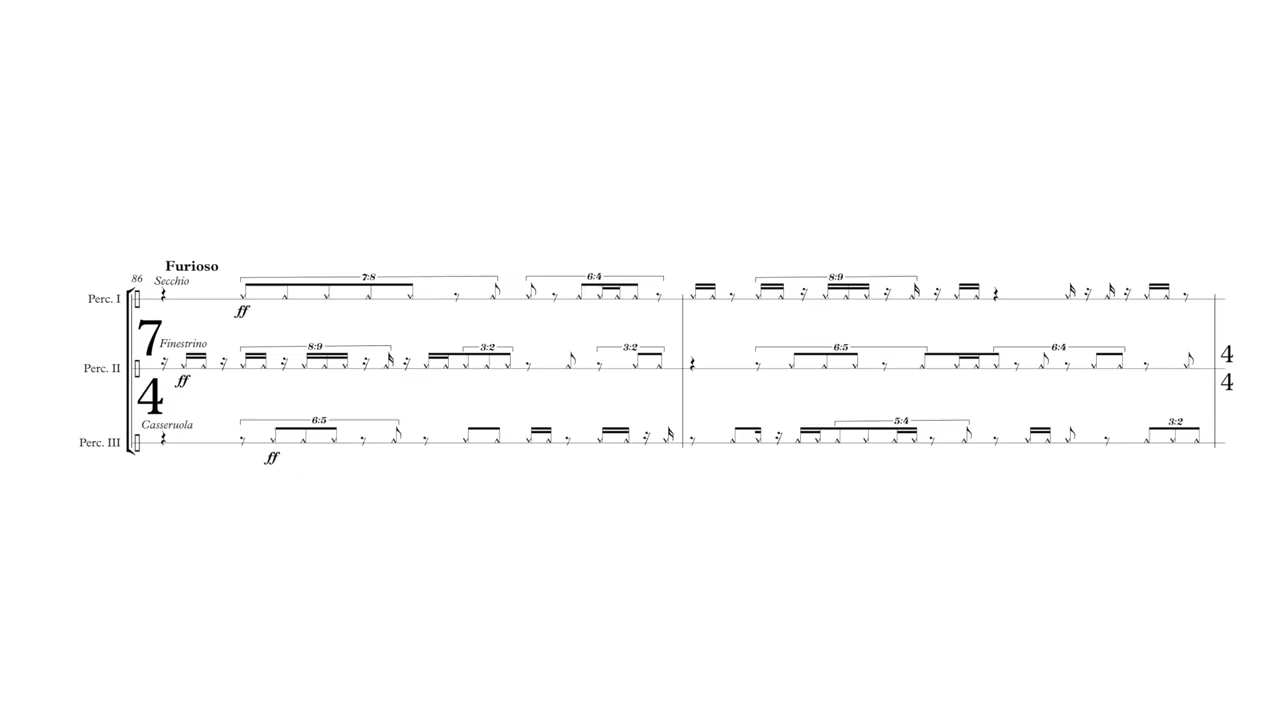 Furioso
86 Secchio
7:8 6:4 8:9
Perc. I
ff
7
4
Finestrino
8:9 3:2 3:2 6:5 6:4
Perc. II
ff
4
4
Casseruola
6:5 5:4 3:2
Perc. III
ff